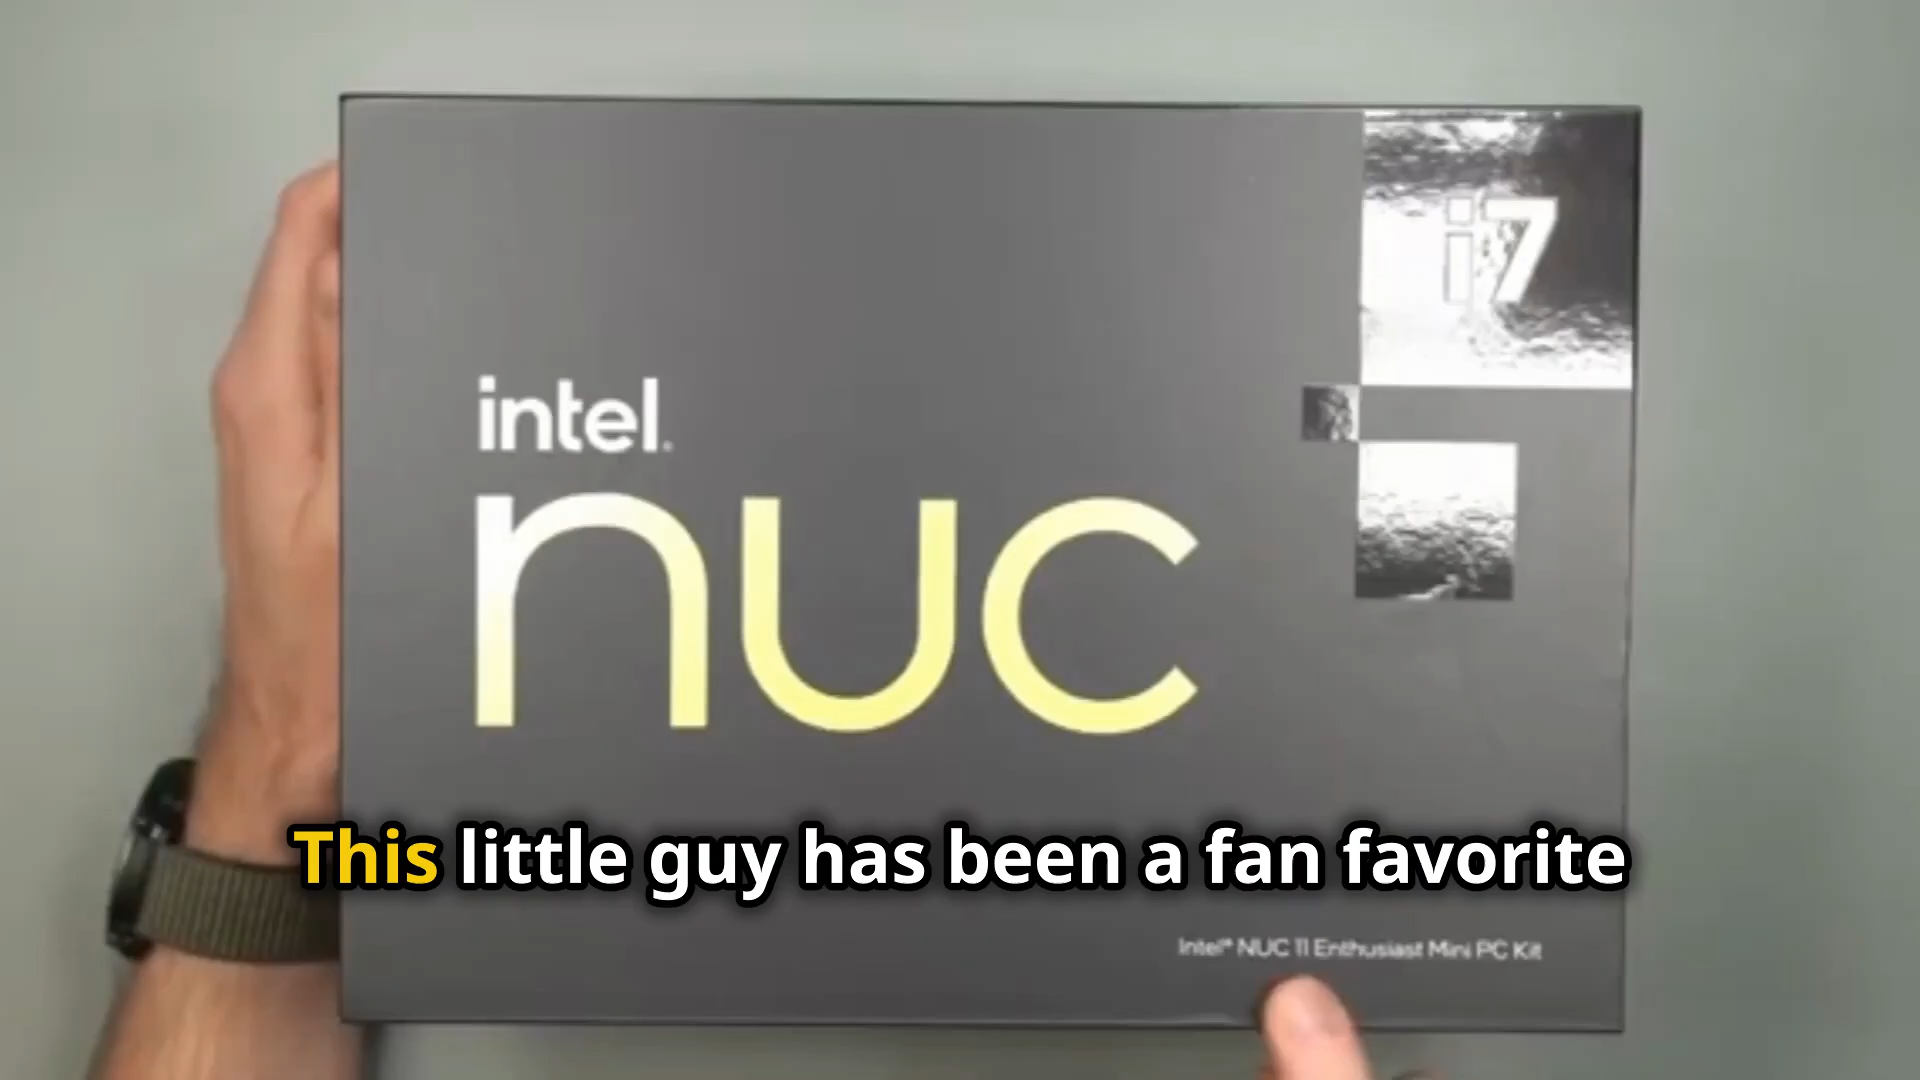 i7
intel.
nuc
This little guy has been a fan favorite
Intel® NUC 11 Enthusiast Mini PC Kit